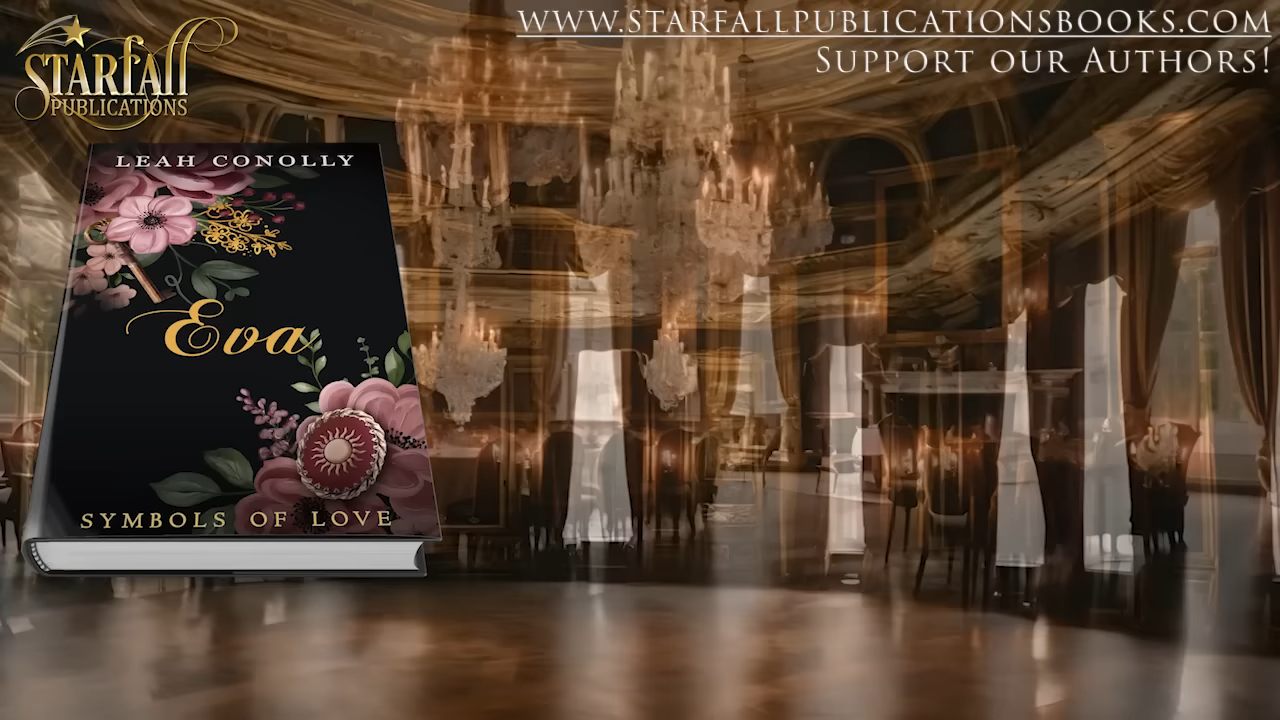 STARfall
PUBLICATIONS
WWW.STARFALLPUBLICATIONSBOOKS.COM
SUPPORT OUR AUTHORS!
LEAH CONOLLY
Eva
SYMBOLS OF LOVE